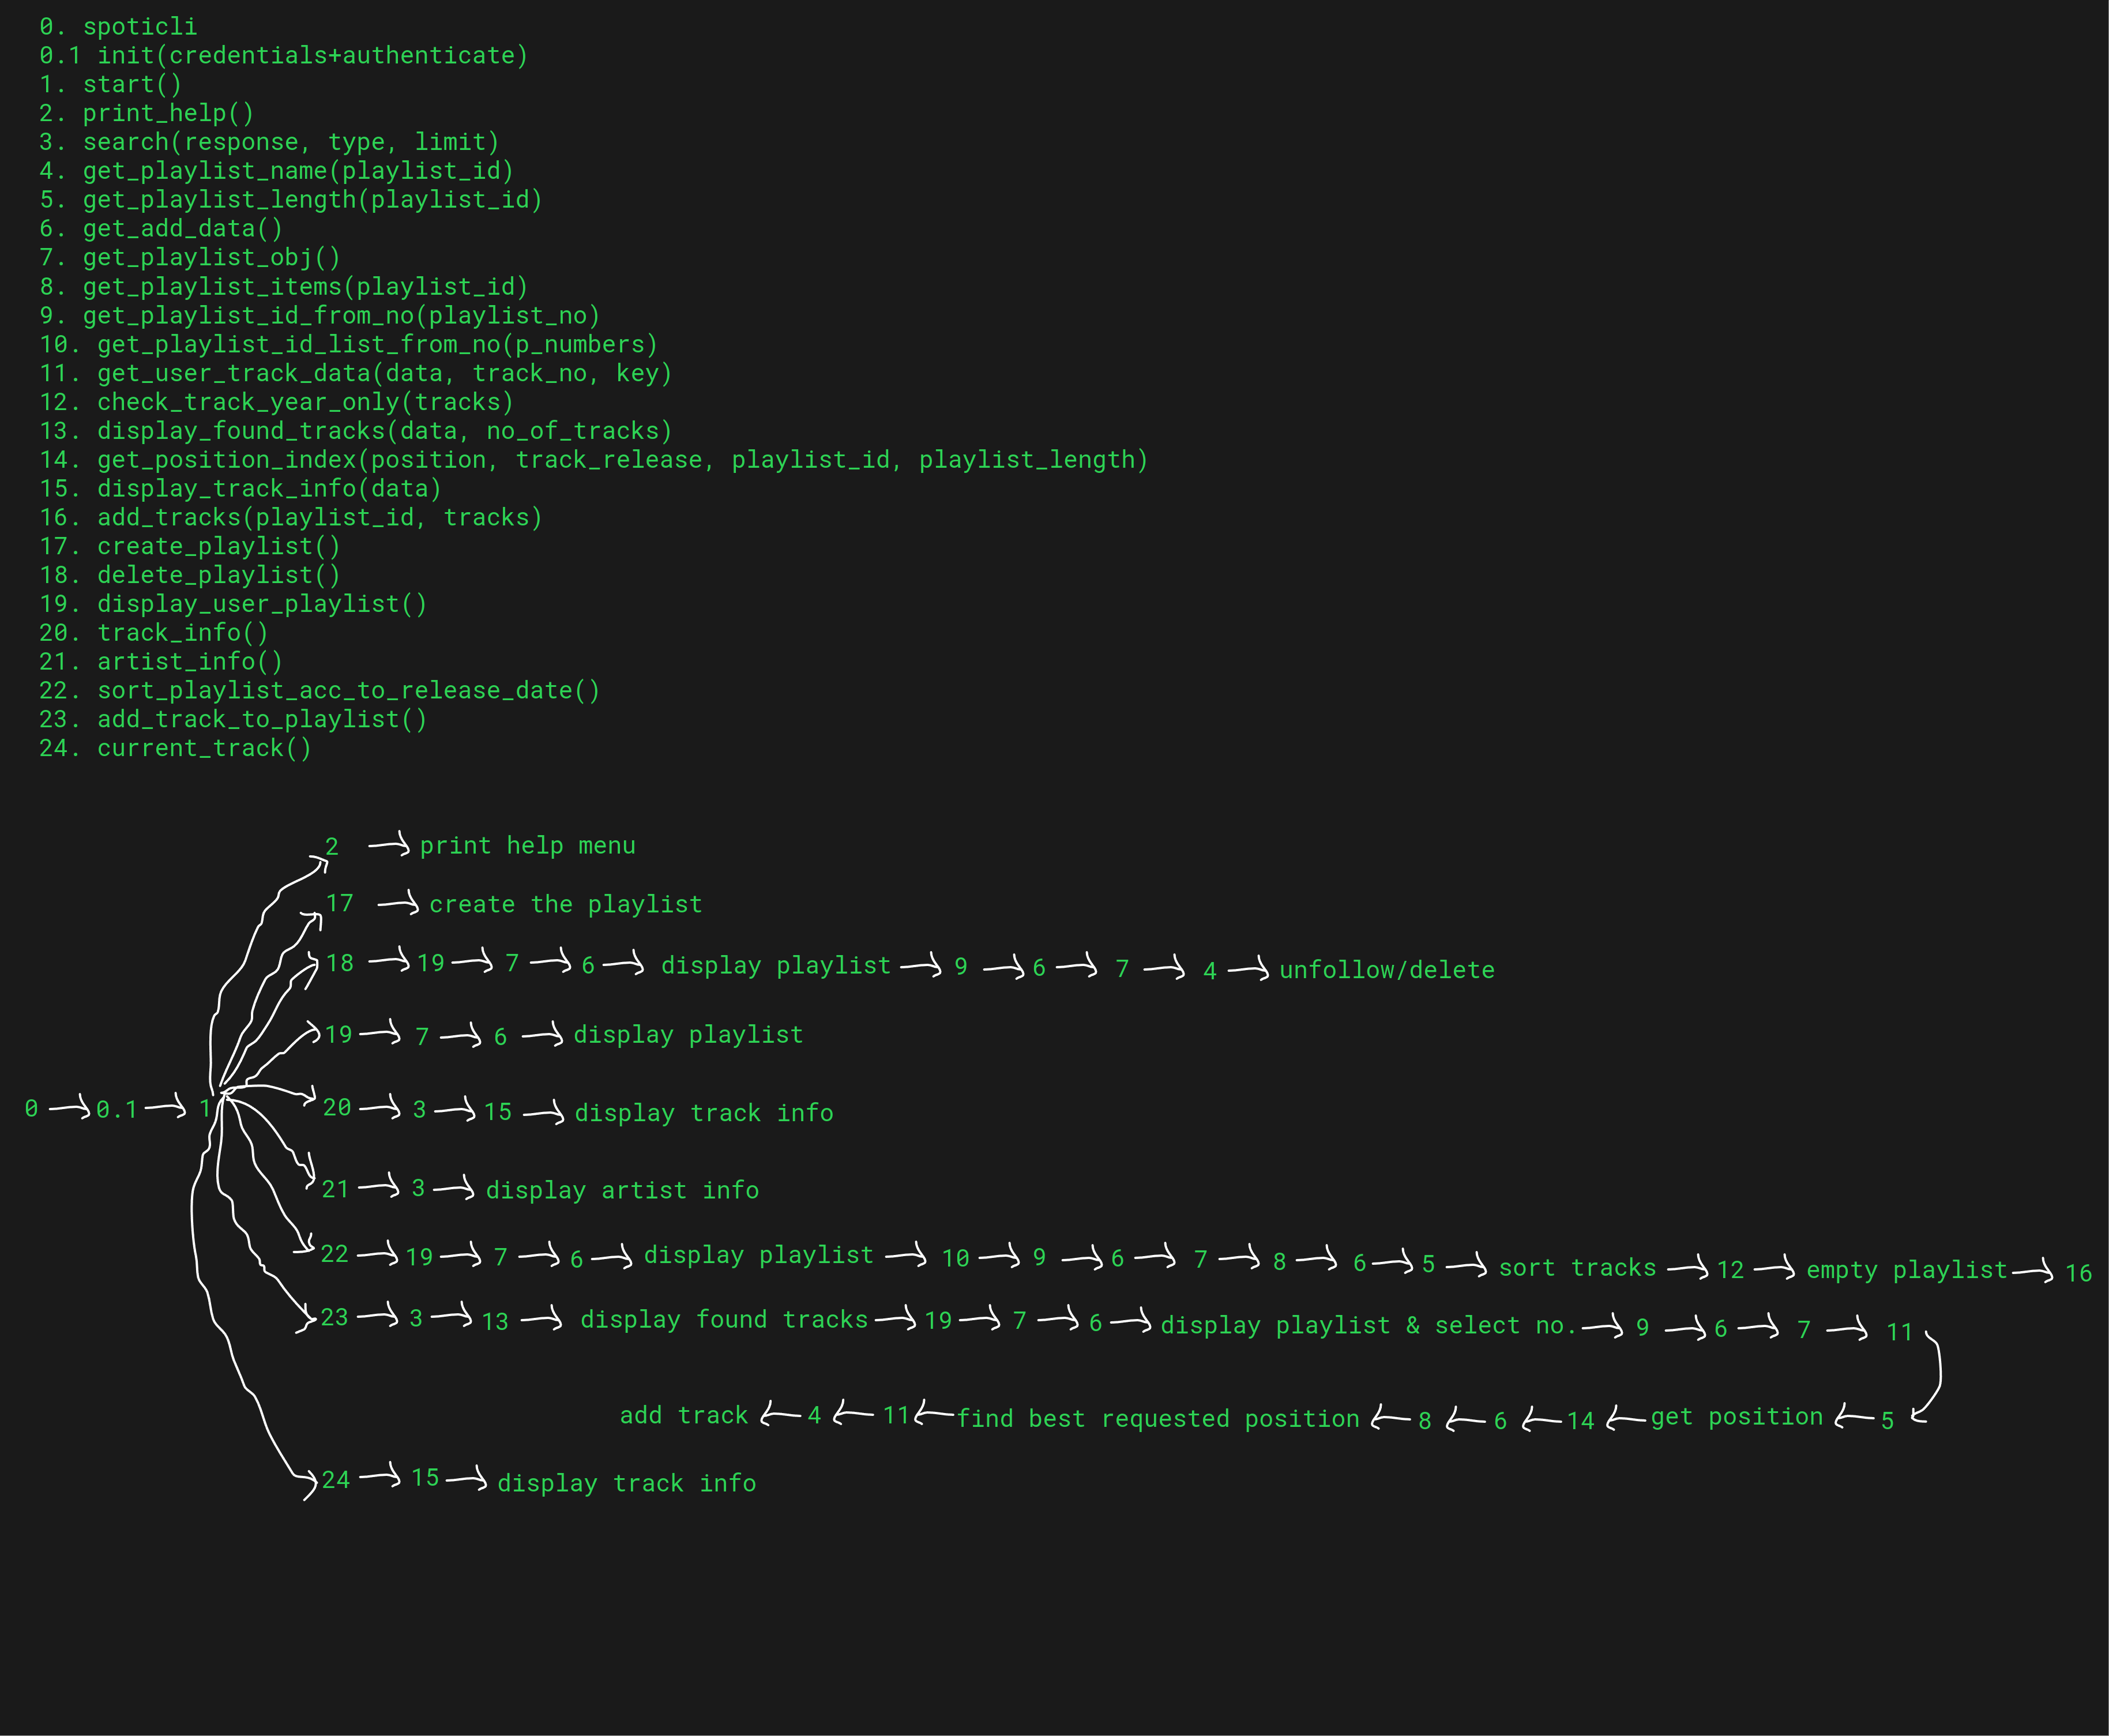 0. spoticli
0.1 init(credentials+authenticate)
1. start()
2. print_help()
3. search(response, type, limit)
4. get_playlist_name(playlist_id)
5. get_playlist_length(playlist_id)
6. get_add_data()
7. get_playlist_obj()
8. get_playlist_items(playlist_id)
9. get_playlist_id_from_no(playlist_no)
10. get_playlist_id_list_from_no(p_numbers)
11. get_user_track_data(data, track_no, key)
12. check_track_year_only(tracks)
13. display_found_tracks(data, no_of_tracks)
14. get_position_index(position, track_release, playlist_id, playlist_length)
15. display_track_info(data)
16. add_tracks(playlist_id, tracks)
17. create_playlist()
18. delete_playlist()
19. display_user_playlist()
20. track_info()
21. artist_info()
22. sort_playlist_acc_to_release_date()
23. add_track_to_playlist()
24. current_track()
2 print help menu
17 create the playlist
18 19 7 6 display playlist 9 6 7 4 unfollow/delete
19 7 6 display playlist
0 0.1 1 20 3 15 display track info
21 3 display artist info
22 19 7 6 display playlist 10 9 6 7 8 6 5 sort tracks 12 empty playlist 16
23 3 13 display found tracks 19 7 6 display playlist & select no. 9 6 7 11
add track 4 11 find best requested position 8 6 14 get position 5
24 15 display track info